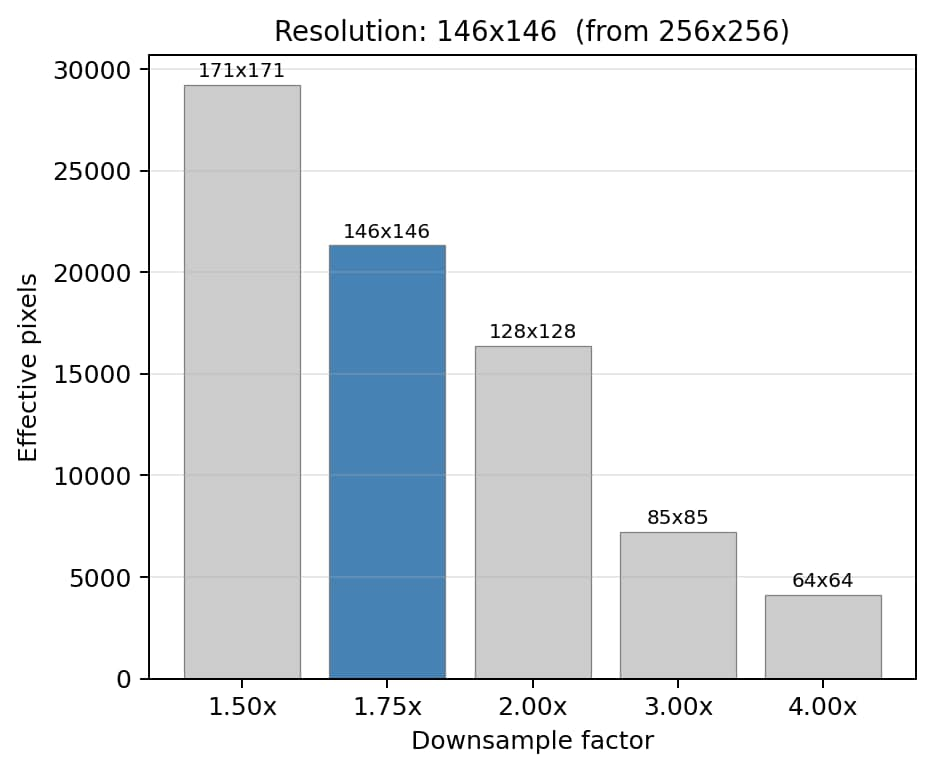 Resolution: 146x146  (from 256x256)
30000
25000
20000
15000
10000
5000
0
Effective pixels
171x171
146x146
128x128
85x85
64x64
1.50x
1.75x
2.00x
3.00x
4.00x
Downsample factor